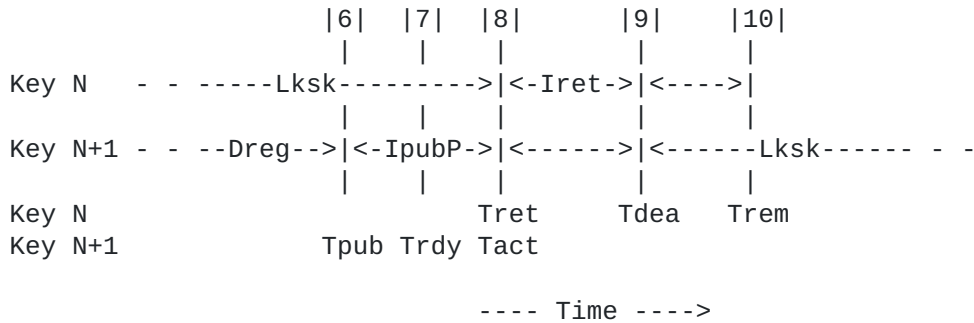 |6|  |7|  |8|       |9|    |10|
                     |    |    |        |      |
Key N   - - -----Lksk--------->|<-Iret->|<---->|
                     |    |    |        |      |
Key N+1 - - --Dreg-->|<-IpubP->|<------>|<------Lksk------ - -
                     |    |    |        |      |
Key N                         Tret     Tdea   Trem
Key N+1             Tpub Trdy Tact

                              ---- Time ---->